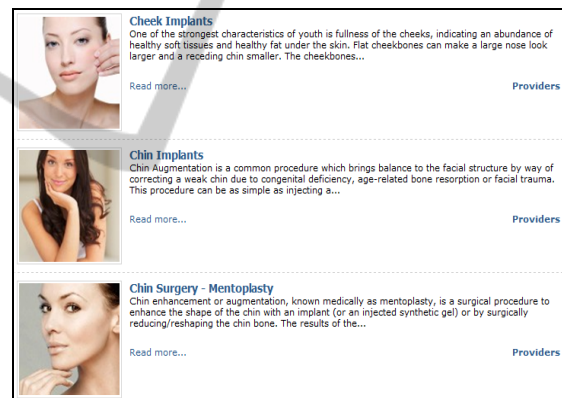 Cheek Implants
One of the strongest characteristics of youth is fullness of the cheeks, indicating an abundance of
healthy soft tissues and healthy fat under the skin. Flat cheekbones can make a large nose look
larger and a receding chin smaller. The cheekbones...
Read more... Providers
Chin Implants
Chin Augmentation is a common procedure which brings balance to the facial structure by way of
correcting a weak chin due to congenital deficiency, age-related bone resorption or facial trauma.
This procedure can be as simple as injecting a...
Read more... Providers
Chin Surgery - Mentoplasty
Chin enhancement or augmentation, known medically as mentoplasty, is a surgical procedure to
enhance the shape of the chin with an implant (or an injected synthetic gel) or by surgically
reducing/reshaping the chin bone. The results of the...
Read more... Providers